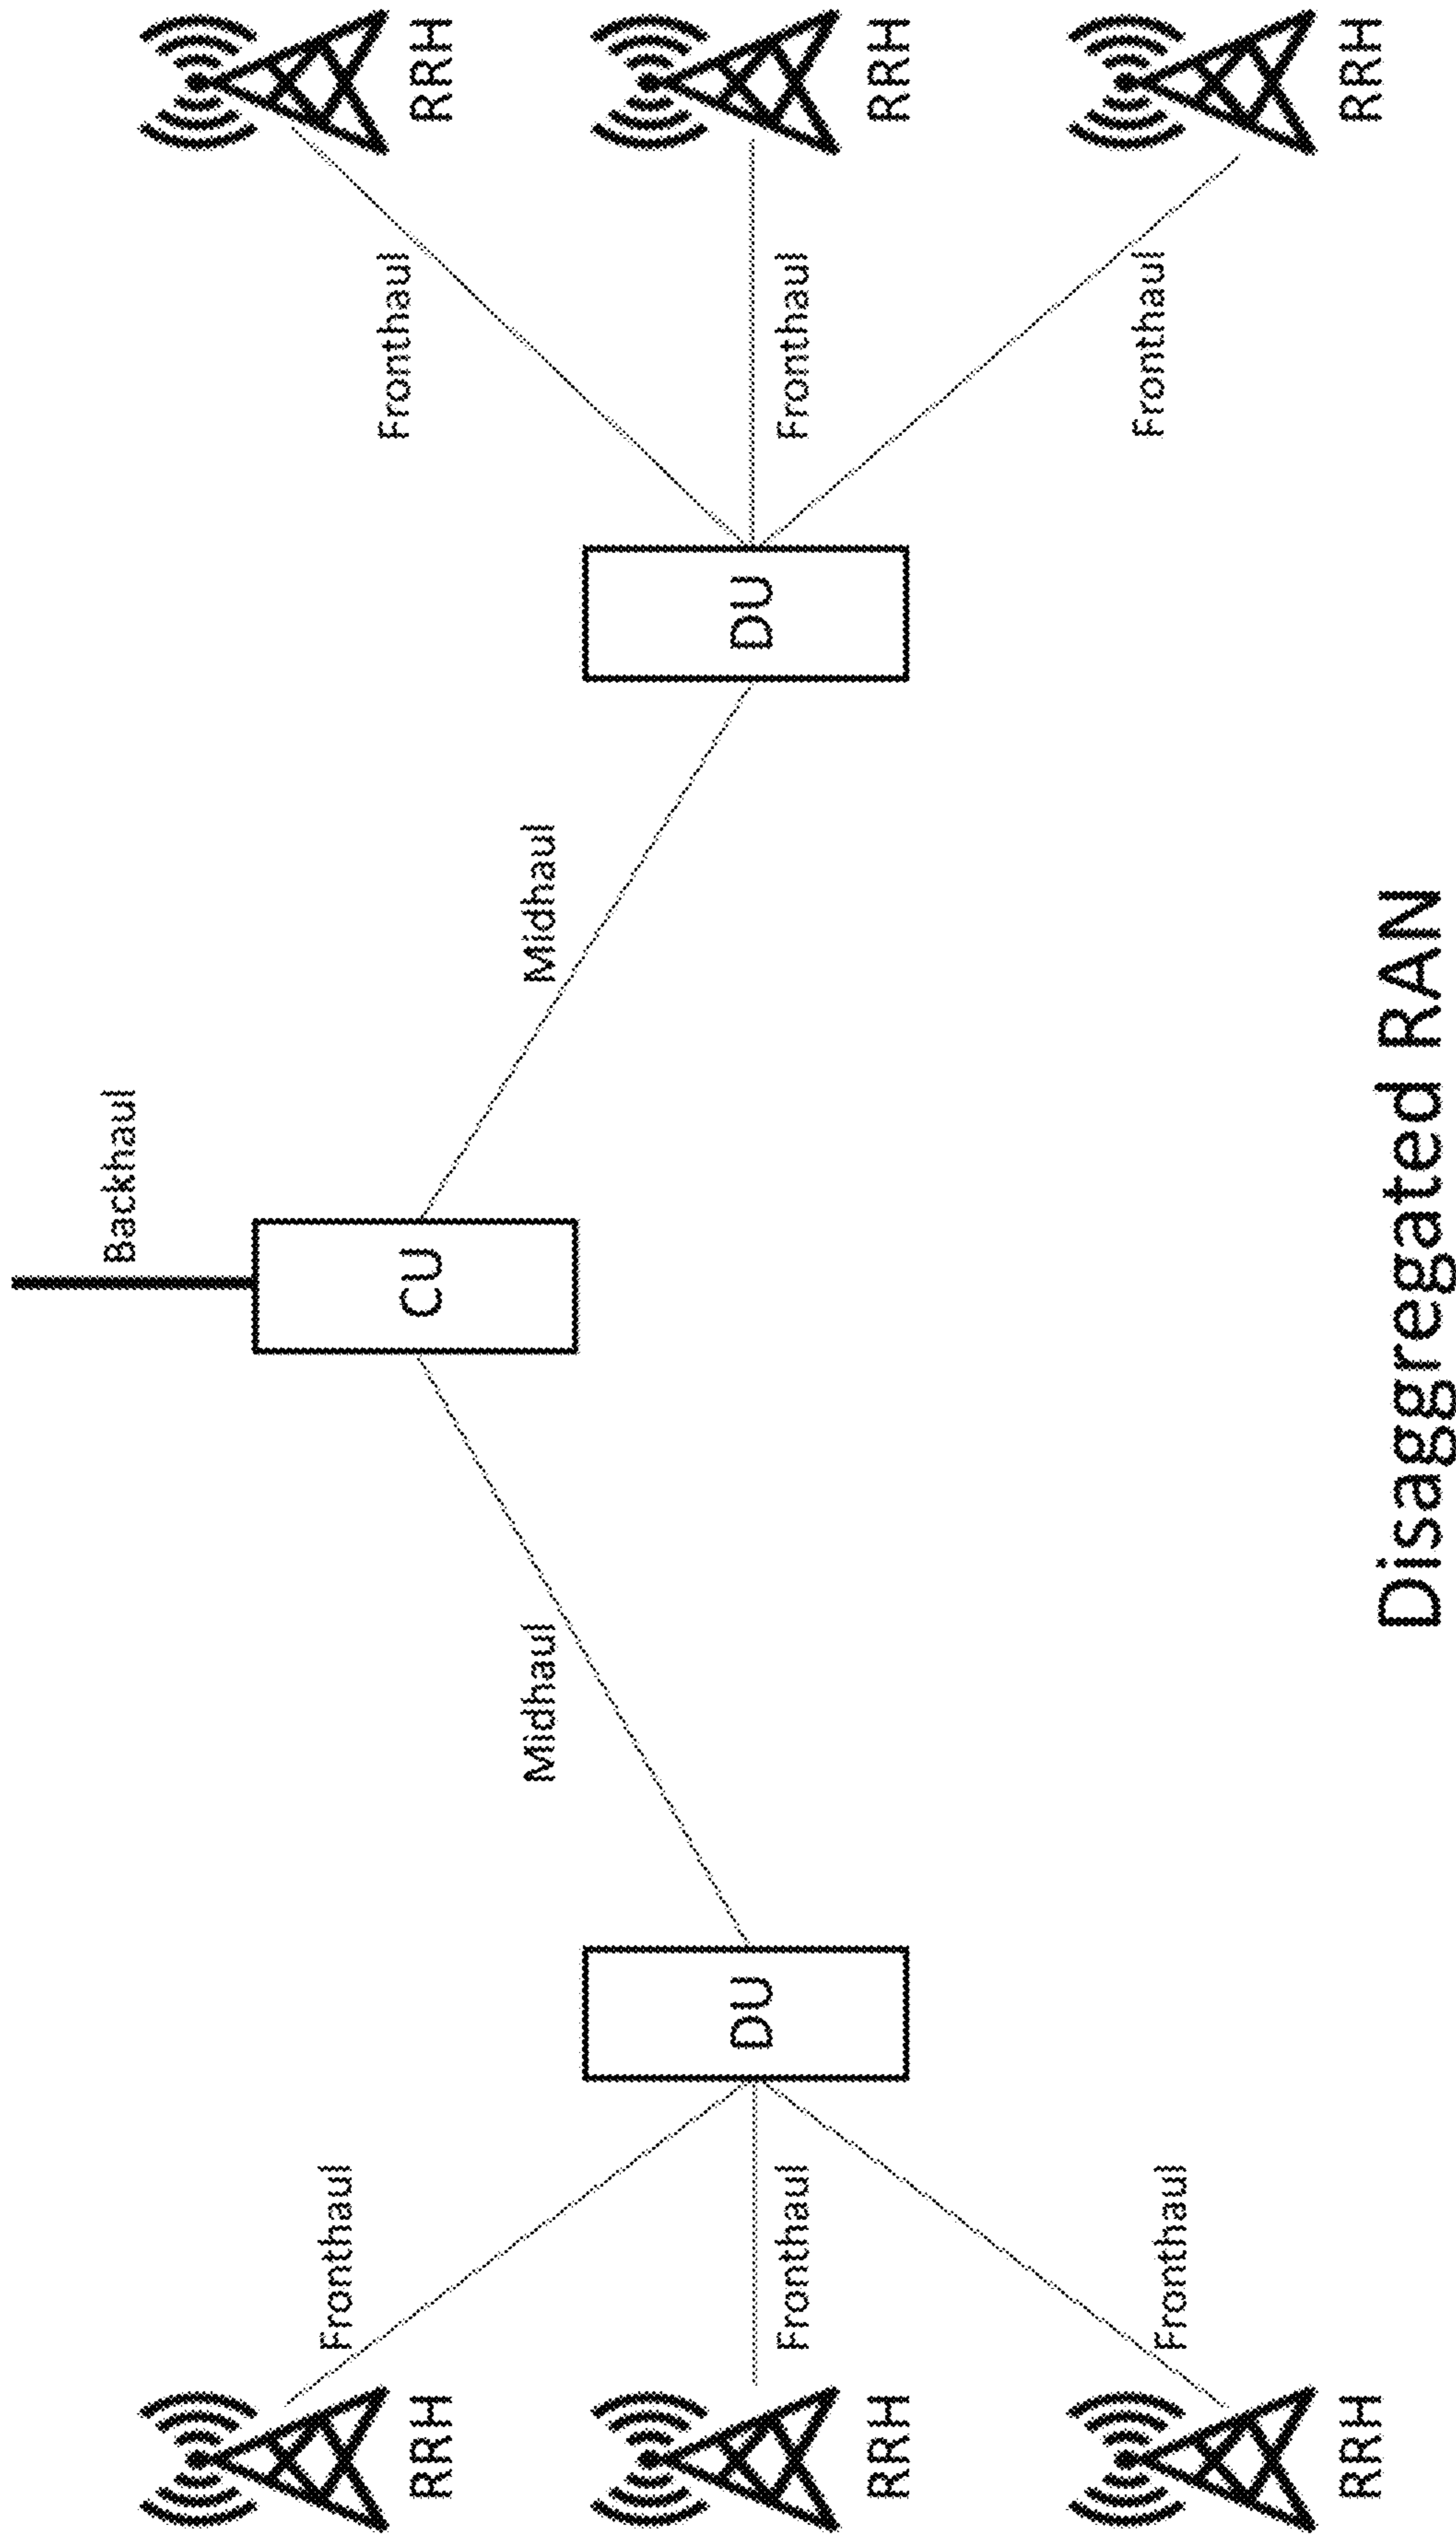 Backhaul
Fronthaul
Fronthaul
CU
RRH
RRH
Midhaul
Midhaul
DU
DU
Fronthaul
Fronthaul
RRH
RRH
Fronthaul
Fronthaul
RRH
RRH
Disaggregated RAN